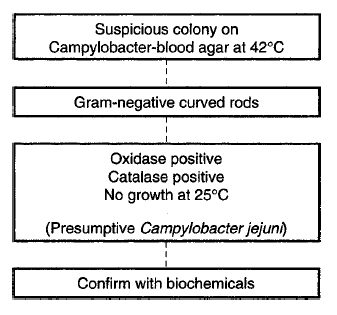 Suspicious colony on
Campylobacter-blood agar at 42°C
Gram-negative curved rods
Oxidase positive
Catalase positive
No growth at 25°C
(Presumptive Campylobacter jejuni)
Confirm with biochemicals